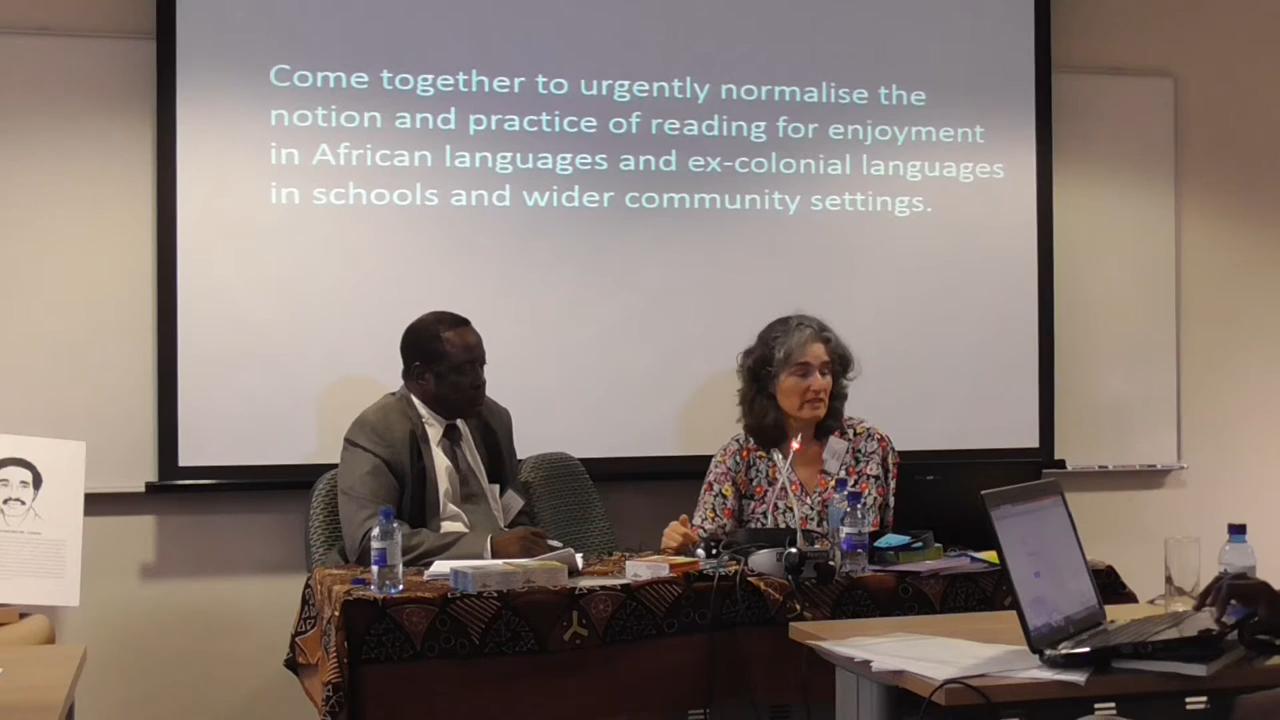 Come together to urgently normalise the
notion and practice of reading for enjoyment
in African languages and ex-colonial languages
in schools and wider community settings.